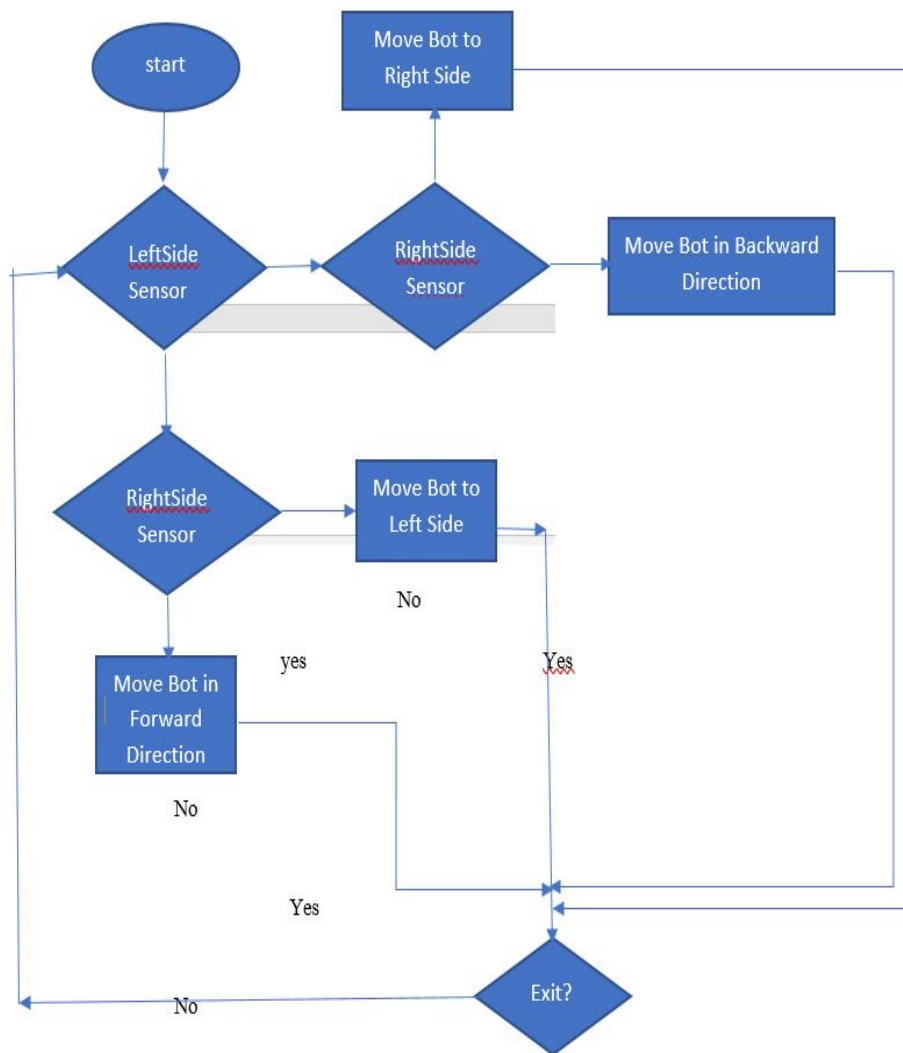 start
Move Bot to
Right Side
LeftSide
Sensor
RightSide
Sensor
Move Bot in Backward
Direction
RightSide
Sensor
Move Bot to
Left Side
No
yes
Yes
Move Bot in
Forward
Direction
No
Yes
Exit?
No